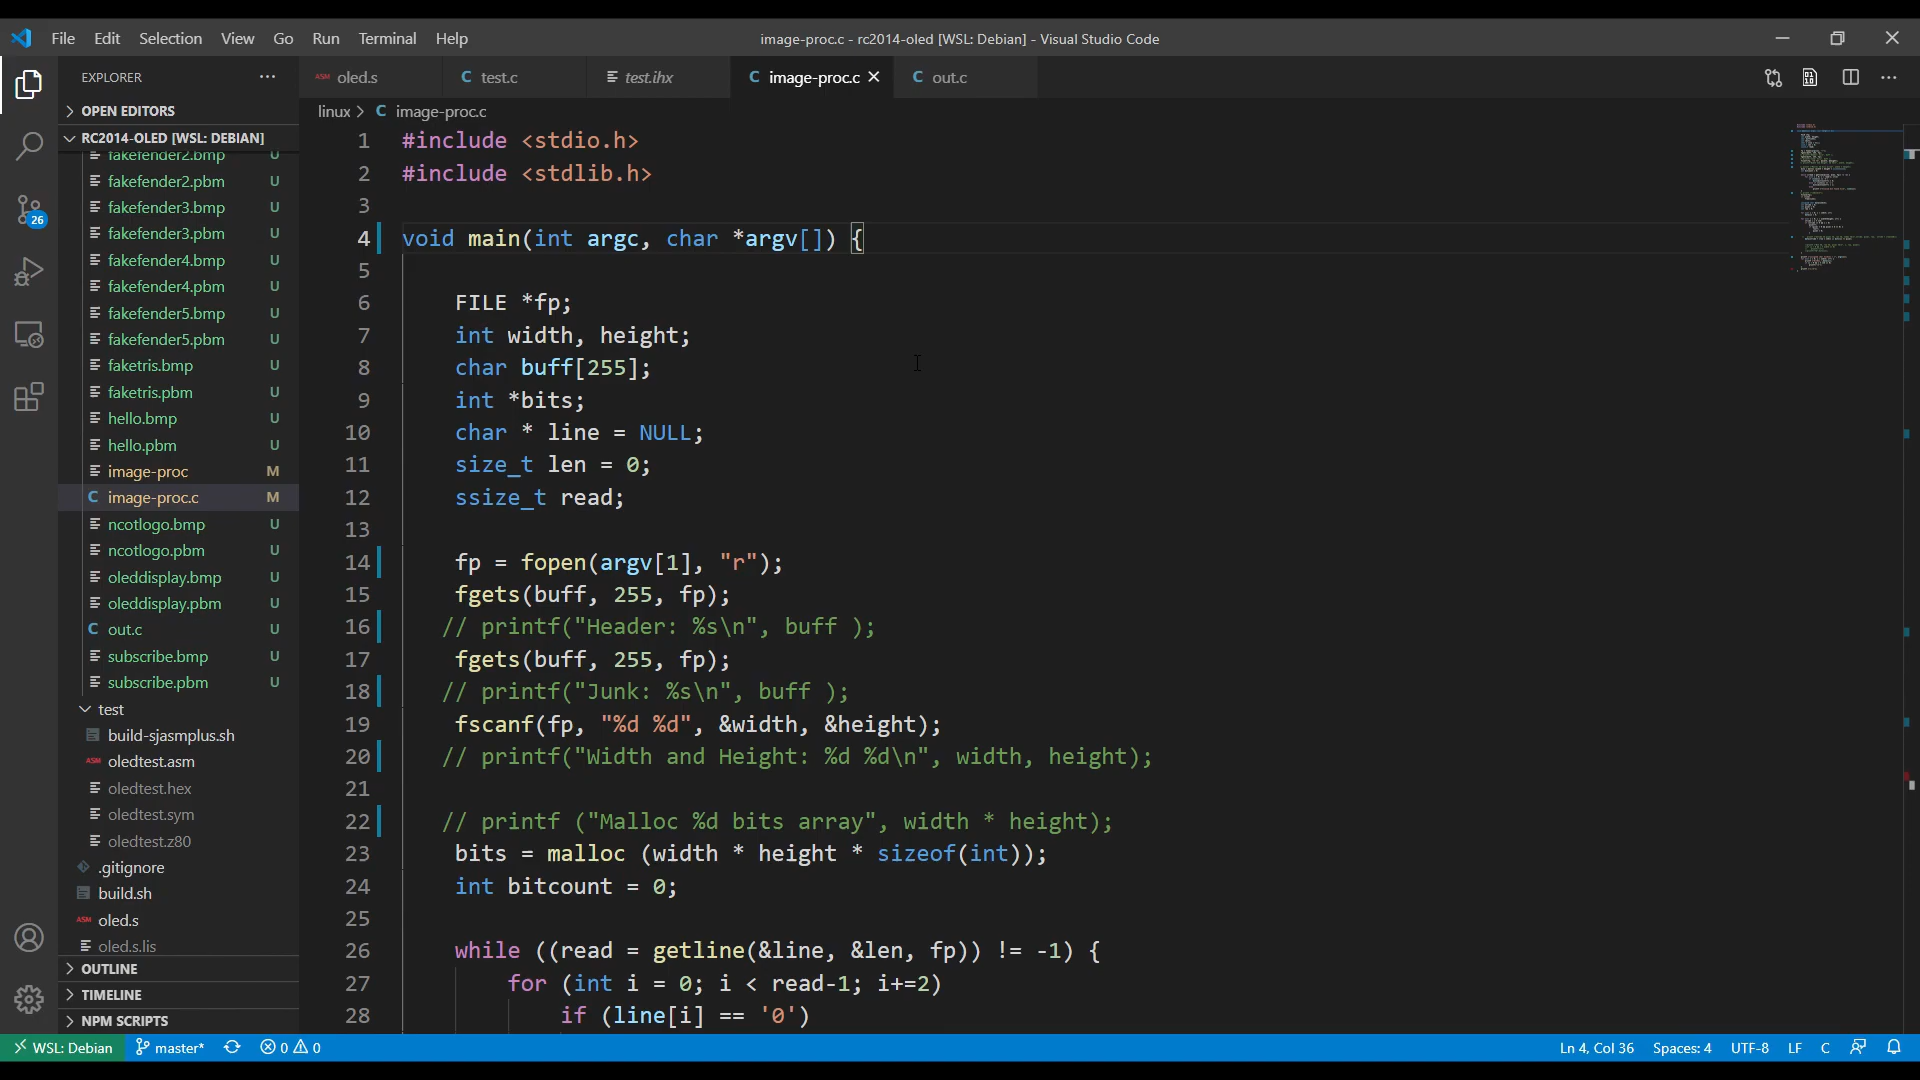 File Edit Selection View Go Run Terminal Help
image-proc.c - rc2014-oled [WSL: Debian] - Visual Studio Code
EXPLORER
OPEN EDITORS
RC2014-OLED [WSL: DEBIAN]
fakefender2.bmp U
fakefender2.pbm U
fakefender3.bmp U
fakefender3.pbm U
fakefender4.bmp U
fakefender4.pbm U
fakefender5.bmp U
fakefender5.pbm U
faketris.bmp U
faketris.pbm U
hello.bmp U
hello.pbm U
image-proc M
C image-proc.c M
ncotlogo.bmp U
ncotlogo.pbm U
oleddisplay.bmp U
oleddisplay.pbm U
C out.c U
subscribe.bmp U
subscribe.pbm U
test
build-sjasmplus.sh
ASM oledtest.asm
oledtest.hex
oledtest.sym
oledtest.z80
.gitignore
build.sh
ASM oled.s
oled.s.lis
OUTLINE
TIMELINE
NPM SCRIPTS
26
ASM oled.s
C test.c
test.ihx
C image-proc.c
C out.c
linux > C image-proc.c
1 #include <stdio.h>
2 #include <stdlib.h>
3
4 void main(int argc, char *argv[]) {
5
6 FILE *fp;
7 int width, height;
8 char buff[255];
9 int *bits;
10 char * line = NULL;
11 size_t len = 0;
12 ssize_t read;
13
14 fp = fopen(argv[1], "r");
15 fgets(buff, 255, fp);
16 // printf("Header: %s\n", buff );
17 fgets(buff, 255, fp);
18 // printf("Junk: %s\n", buff );
19 fscanf(fp, "%d %d", &width, &height);
20 // printf("Width and Height: %d %d\n", width, height);
21
22 // printf ("Malloc %d bits array", width * height);
23 bits = malloc (width * height * sizeof(int));
24 int bitcount = 0;
25
26 while ((read = getline(&line, &len, fp)) != -1) {
27 for (int i = 0; i < read-1; i+=2)
28 if (line[i] == '0')
WSL: Debian master* 0 0
Ln 4, Col 36 Spaces: 4 UTF-8 LF C